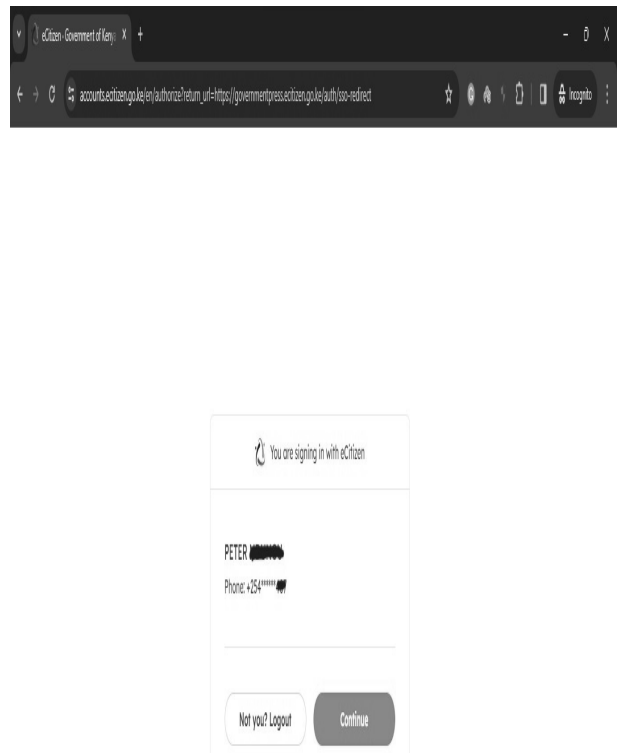 eCitizen - Government of Keny
accounts.ecitizen.go.ke/en/authorize?return_url=https://governmentpress.ecitizen.go.ke/auth/sso-redirect
Incognito
You are signing in with eCitizen
PETER
Phone: +254******
Not you? Logout
Continue